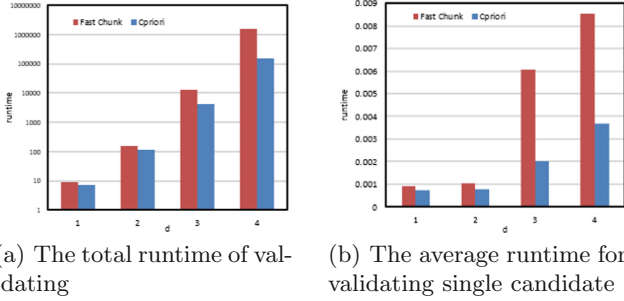 Fast Chunk Cpriori
10000000
1000000
100000
10000
1000
100
10
1
runtime
1 2 3 4
d
Fast Chunk Cpriori
0.009
0.008
0.007
0.006
0.005
0.004
0.003
0.002
0.001
0
runtime
1 2 3 4
d
a) The total runtime of val-
dating
(b) The average runtime for
validating single candidate